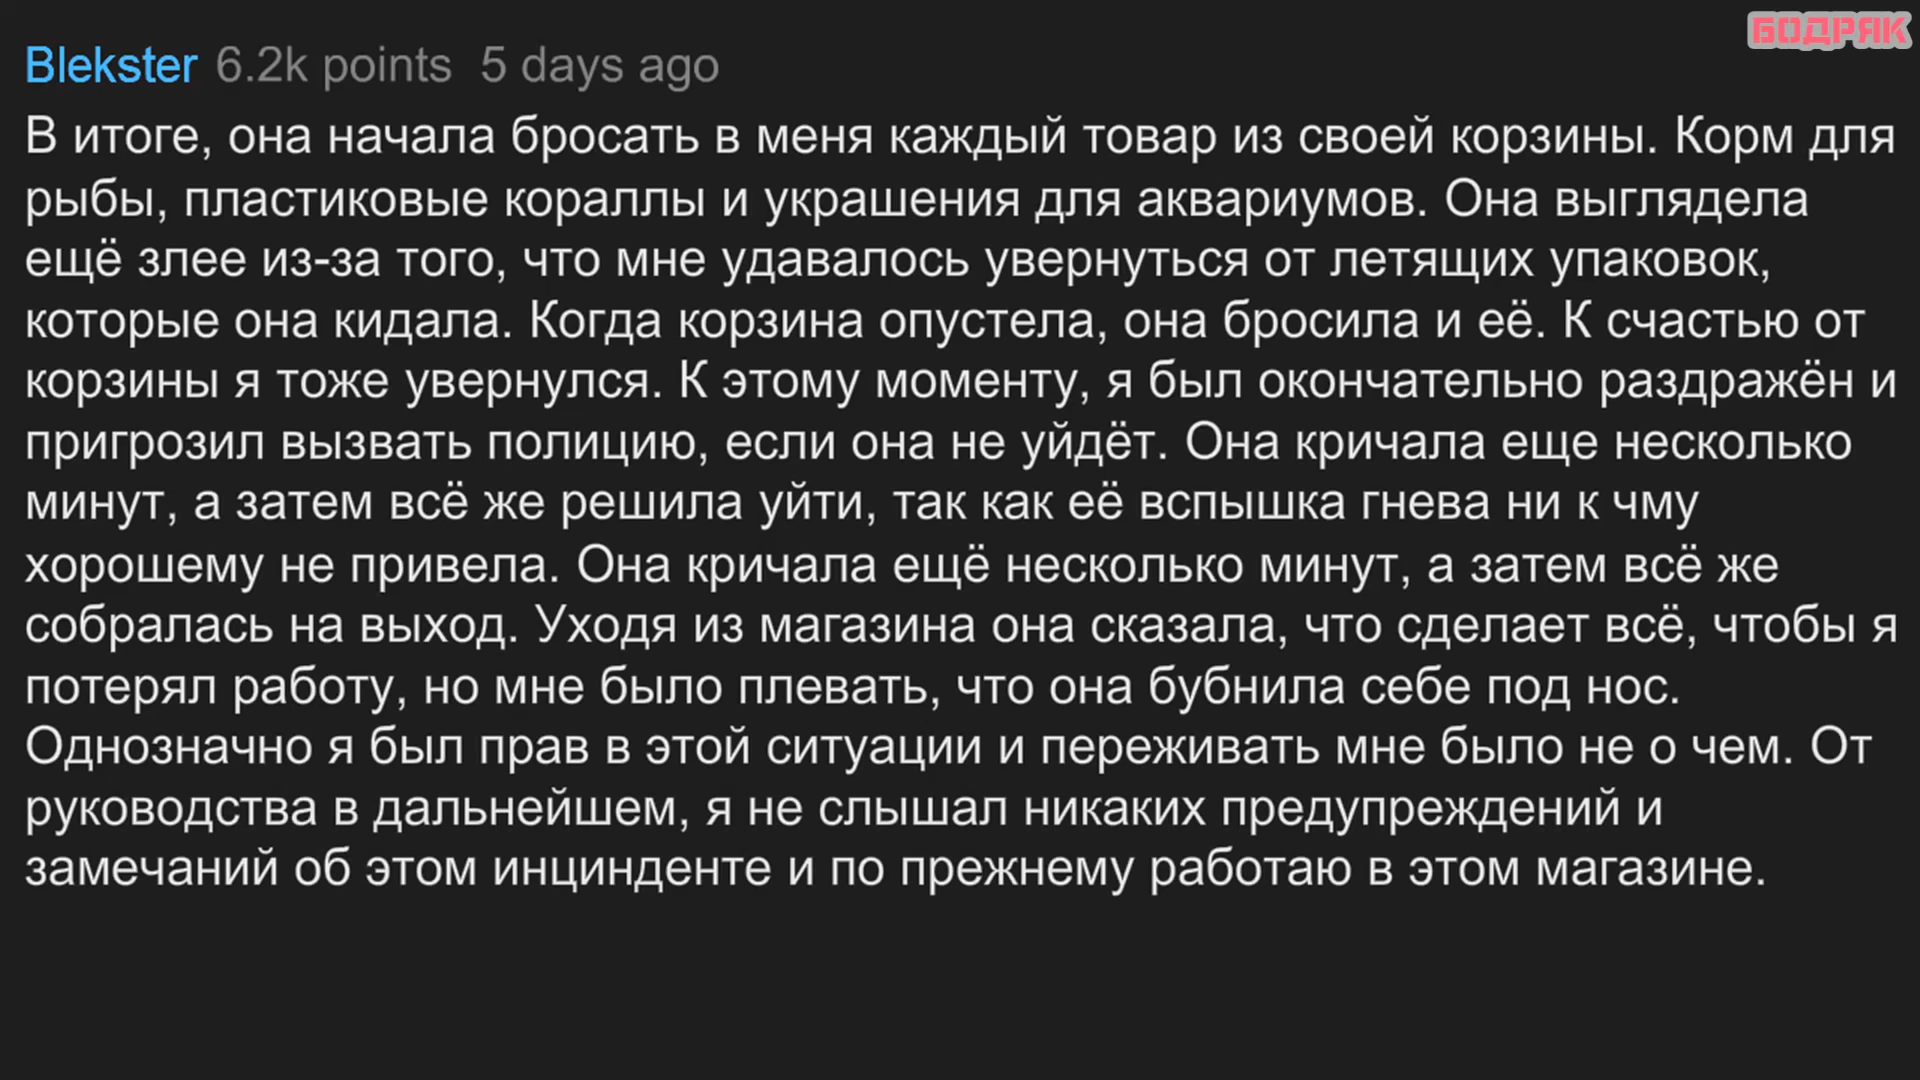 БОДРЯК
Blekster 6.2k points 5 days ago
В итоге, она начала бросать в меня каждый товар из своей корзины. Корм для
рыбы, пластиковые кораллы и украшения для аквариумов. Она выглядела
ещё злее из-за того, что мне удавалось увернуться от летящих упаковок,
которые она кидала. Когда корзина опустела, она бросила и её. К счастью от
корзины я тоже увернулся. К этому моменту, я был окончательно раздражён и
пригрозил вызвать полицию, если она не уйдёт. Она кричала еще несколько
минут, а затем всё же решила уйти, так как её вспышка гнева ни к чму
хорошему не привела. Она кричала ещё несколько минут, а затем всё же
собралась на выход. Уходя из магазина она сказала, что сделает всё, чтобы я
потерял работу, но мне было плевать, что она бубнила себе под нос.
Однозначно я был прав в этой ситуации и переживать мне было не о чем. От
руководства в дальнейшем, я не слышал никаких предупреждений и
замечаний об этом инцинденте и по прежнему работаю в этом магазине.